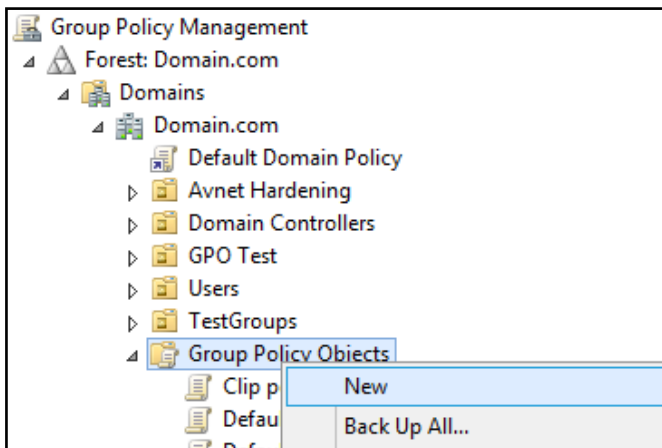 Group Policy Management
Forest: Domain.com
Domains
Domain.com
Default Domain Policy
Avnet Hardening
Domain Controllers
GPO Test
Users
TestGroups
Group Policy Objects
Clip p
New
Defau
Back Up All...